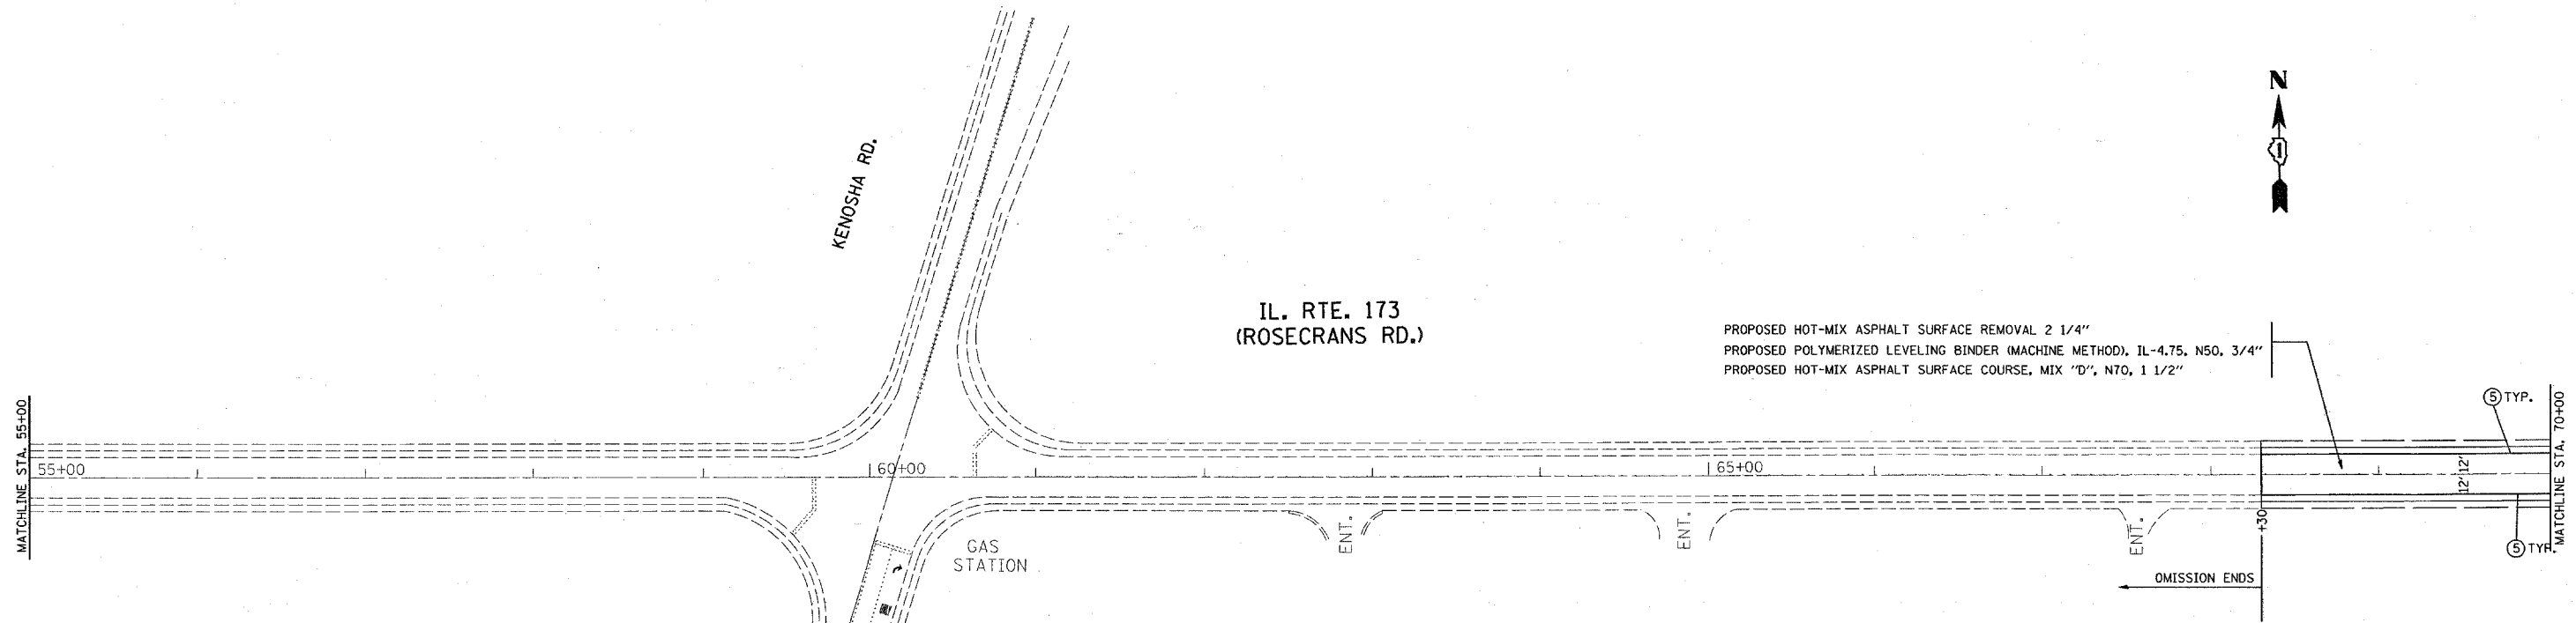 N
1
KENOSHA RD.
IL. RTE. 173
(ROSECRANS RD.)
PROPOSED HOT-MIX ASPHALT SURFACE REMOVAL 2 1/4"
PROPOSED POLYMERIZED LEVELING BINDER (MACHINE METHOD), IL-4.75, N50, 3/4"
PROPOSED HOT-MIX ASPHALT SURFACE COURSE, MIX "D", N70, 1 1/2"
MATCHLINE STA. 55+00
55+00
60+00
65+00
5 TYP.
12'
12'
MATCHLINE STA. 70+00
+30
5 TYP.
ENT.
ENT.
ENT.
GAS
STATION
OMISSION ENDS